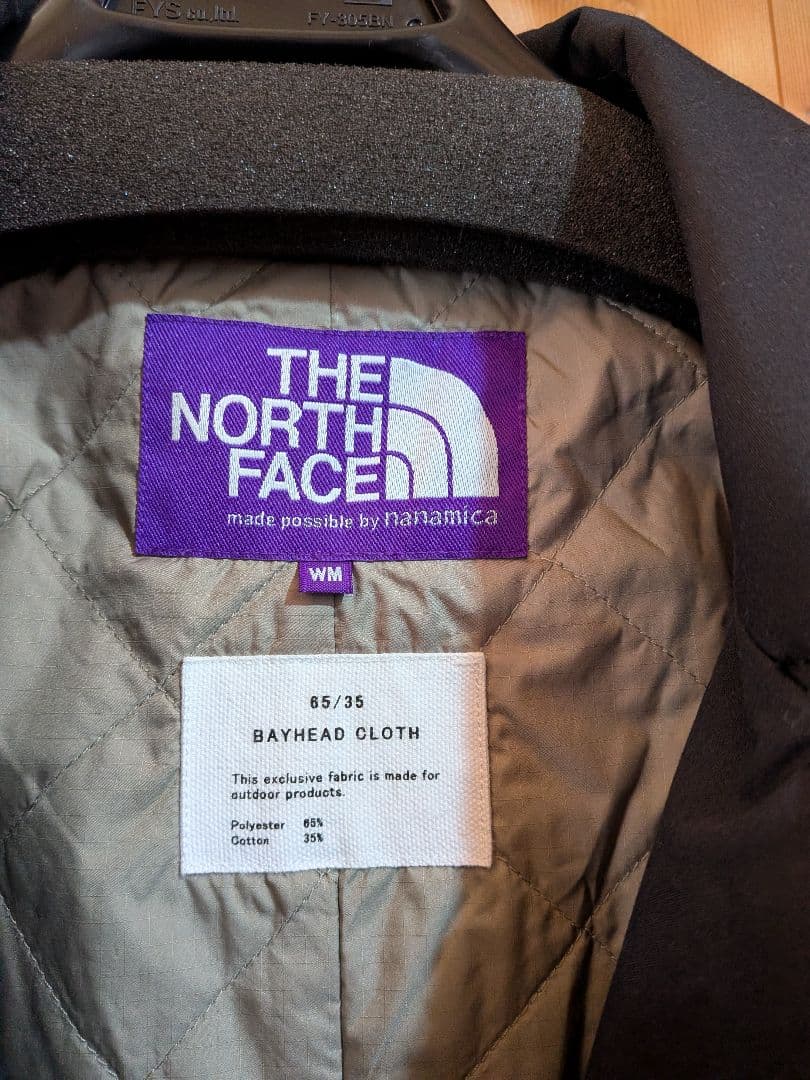 EYS co.,ltd.
F7-305BN
THE
NORTH
FACE
made possible by nanamica
WM
65/35
BAYHEAD CLOTH
This exclusive fabric is made for
outdoor products.
Polyester 65%
Cotton 35%